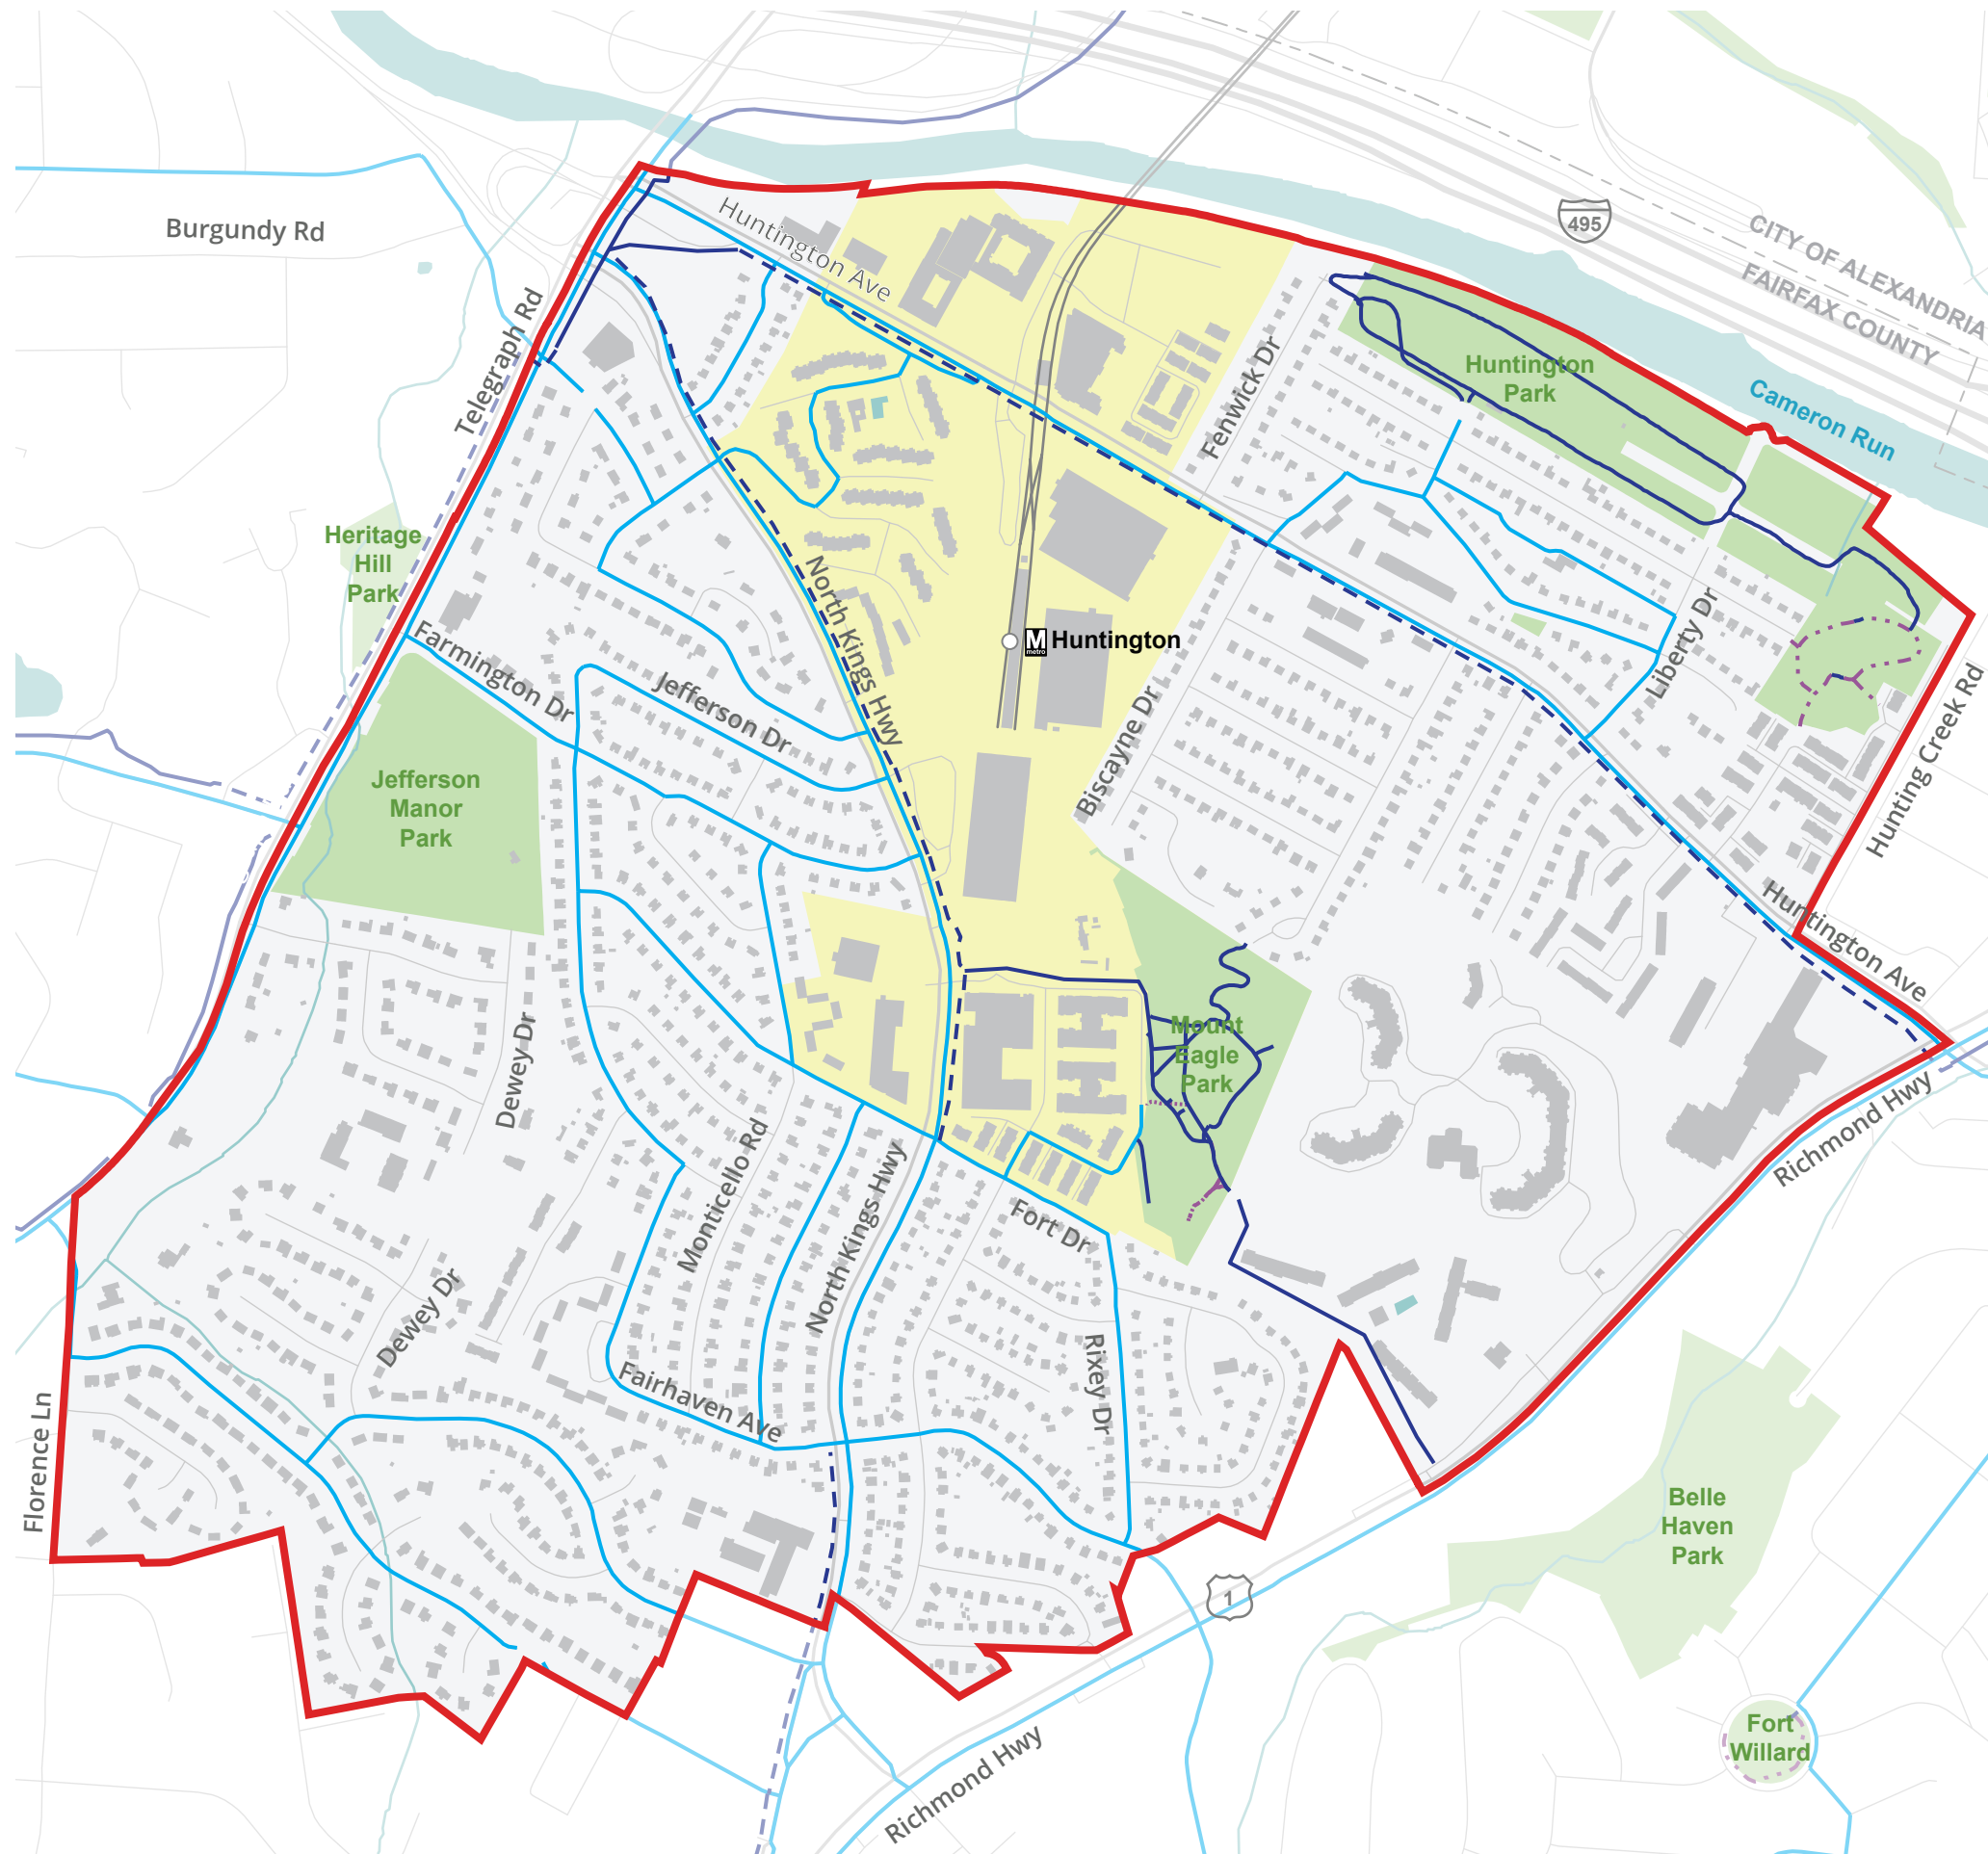 Burgundy Rd
Huntington Ave
495
CITY OF ALEXANDRIA
FAIRFAX COUNTY
Telegraph Rd
Fenwick Dr
Huntington
Park
Cameron Run
Heritage
Hill
Park
North Kings Hwy
M
metro
Huntington
Farmington Dr
Jefferson Dr
Biscayne Dr
Liberty Dr
Hunting Creek Rd
Jefferson
Manor
Park
Huntington Ave
Dewey Dr
Mount
Eagle
Park
Richmond Hwy
Monticello Rd
North Kings Hwy
Fort Dr
Dewey Dr
Rixey Dr
Fairhaven Ave
Florence Ln
Belle
Haven
Park
1
Richmond Hwy
Fort
Willard